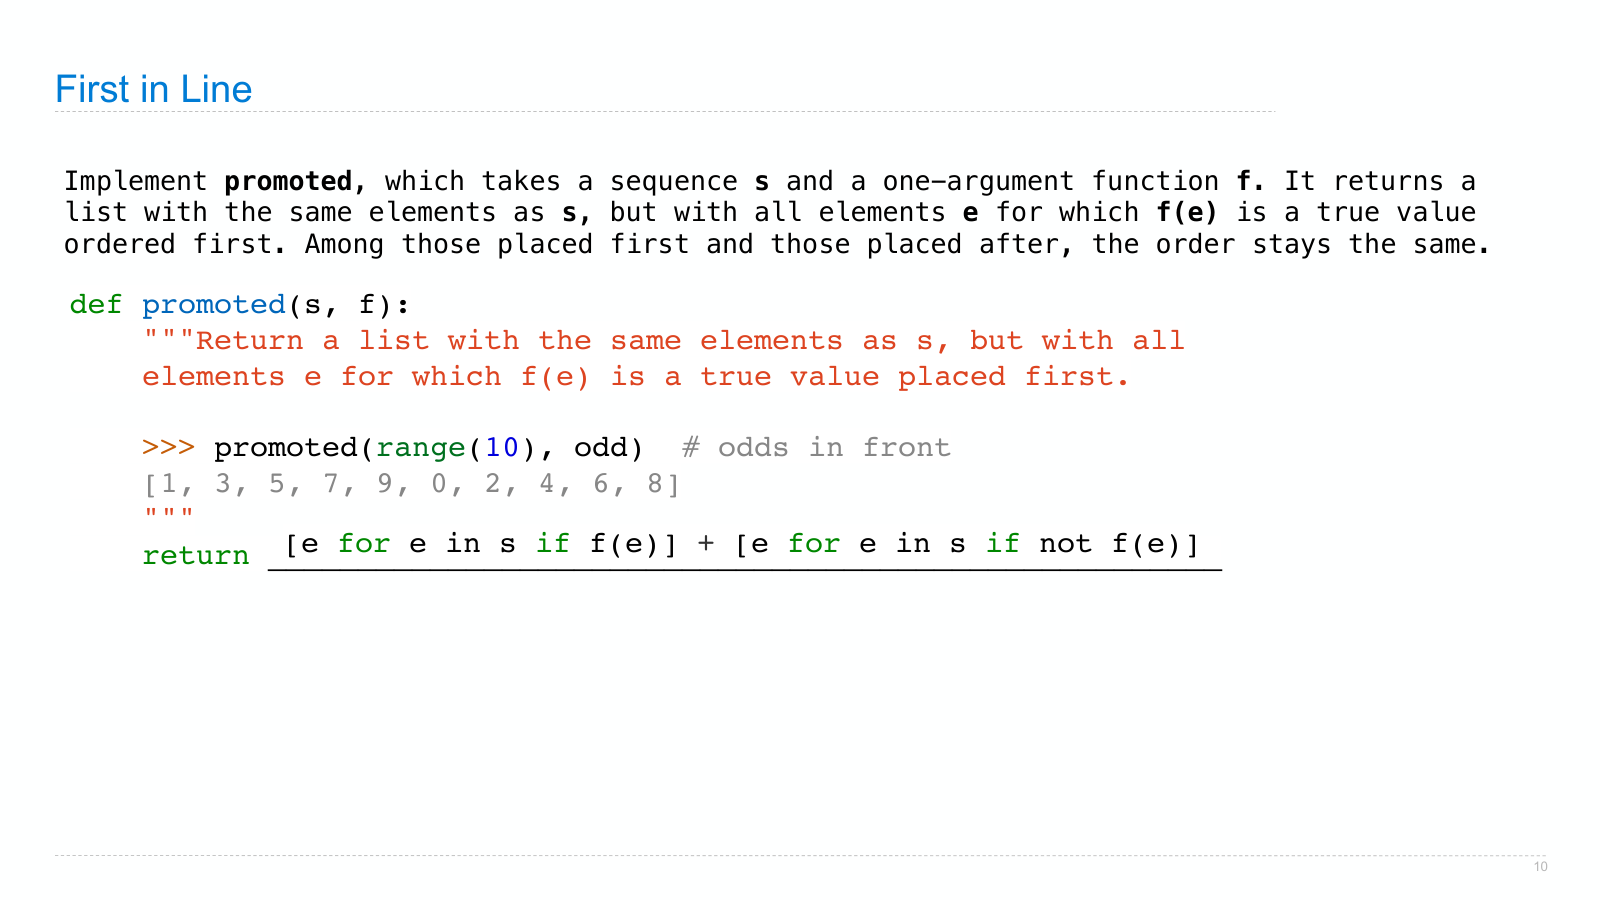 First in Line
Implement promoted, which takes a sequence s and a one−argument function f. It returns a
list with the same elements as s, but with all elements e for which f(e) is a true value
ordered first. Among those placed first and those placed after, the order stays the same.
def promoted(s, f):
    """Return a list with the same elements as s, but with all
    elements e for which f(e) is a true value placed first.
    >>> promoted(range(10), odd)  # odds in front
    [1, 3, 5, 7, 9, 0, 2, 4, 6, 8]
    """
    return [e for e in s if f(e)] + [e for e in s if not f(e)]
10